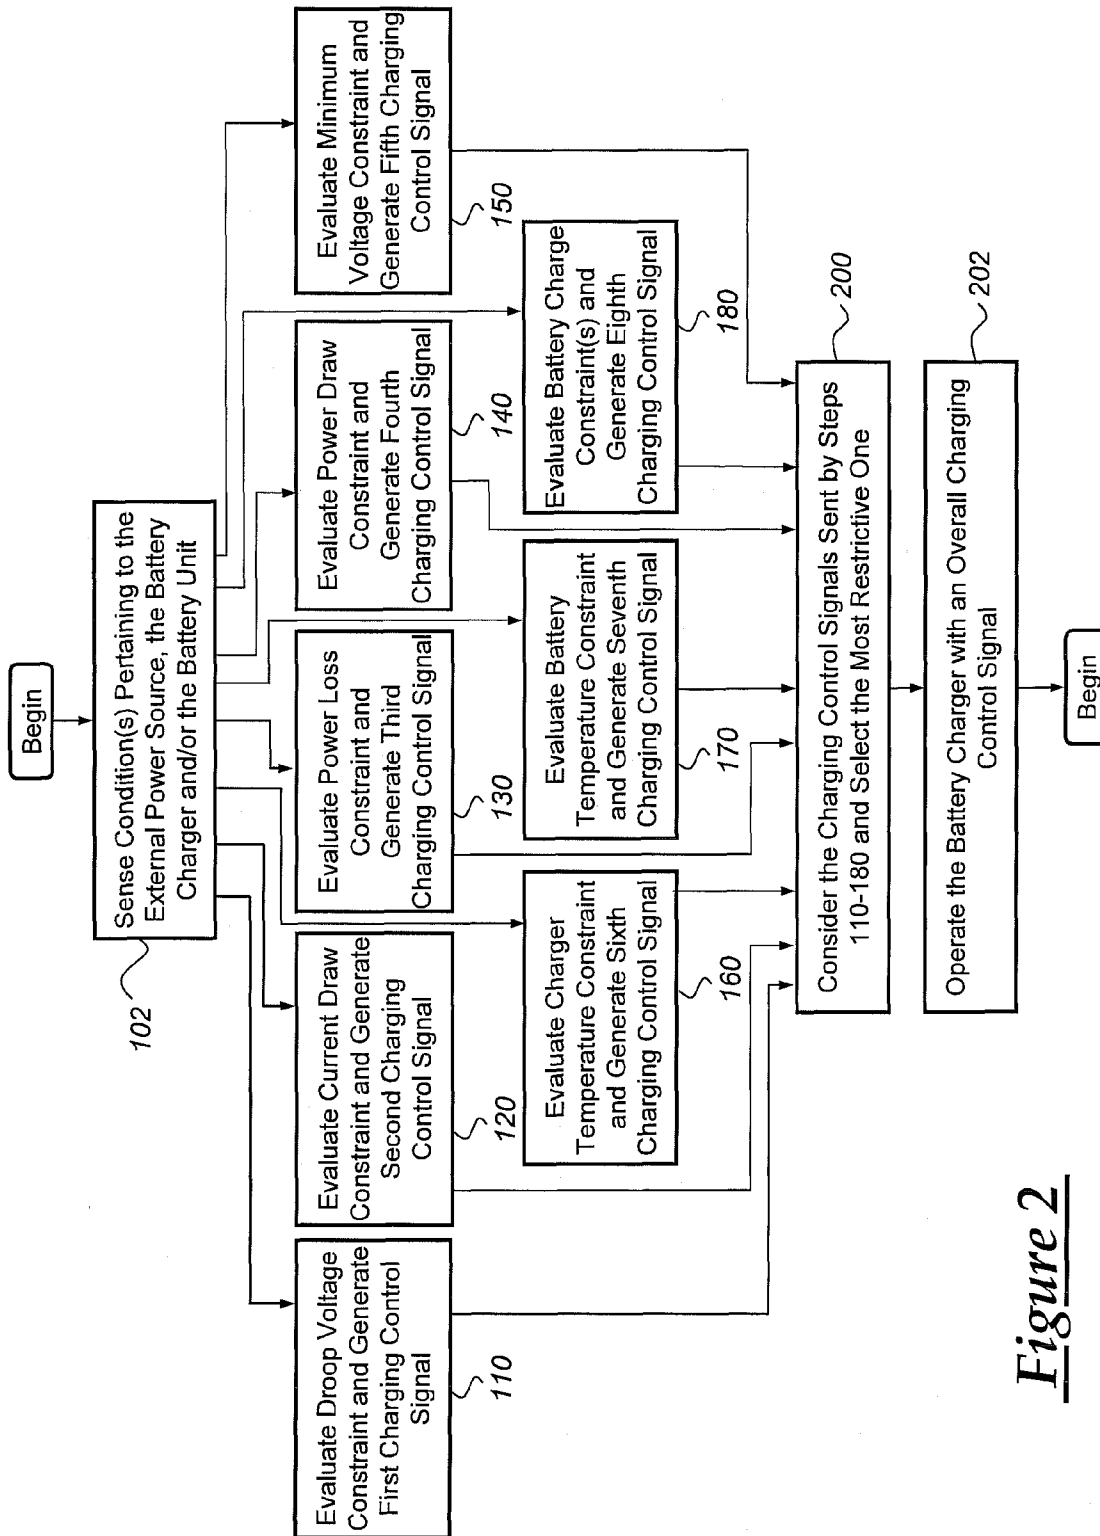 Begin
Sense Condition(s) Pertaining to the
External Power Source, the Battery
Charger and/or the Battery Unit
102
Evaluate Droop Voltage
Constraint and Generate
First Charging Control
Signal
110
Evaluate Current Draw
Constraint and Generate
Second Charging
Control Signal
120
Evaluate Power Loss
Constraint and
Generate Third
Charging Control Signal
130
Evaluate Power Draw
Constraint and
Generate Fourth
Charging Control Signal
140
Evaluate Minimum
Voltage Constraint and
Generate Fifth Charging
Control Signal
150
Evaluate Charger
Temperature Constraint
and Generate Sixth
Charging Control Signal
160
Evaluate Battery
Temperature Constraint
and Generate Seventh
Charging Control Signal
170
Evaluate Battery Charge
Constraint(s) and
Generate Eighth
Charging Control Signal
180
Consider the Charging Control Signals Sent by Steps
110-180 and Select the Most Restrictive One
200
Operate the Battery Charger with an Overall Charging
Control Signal
202
Begin
Figure 2